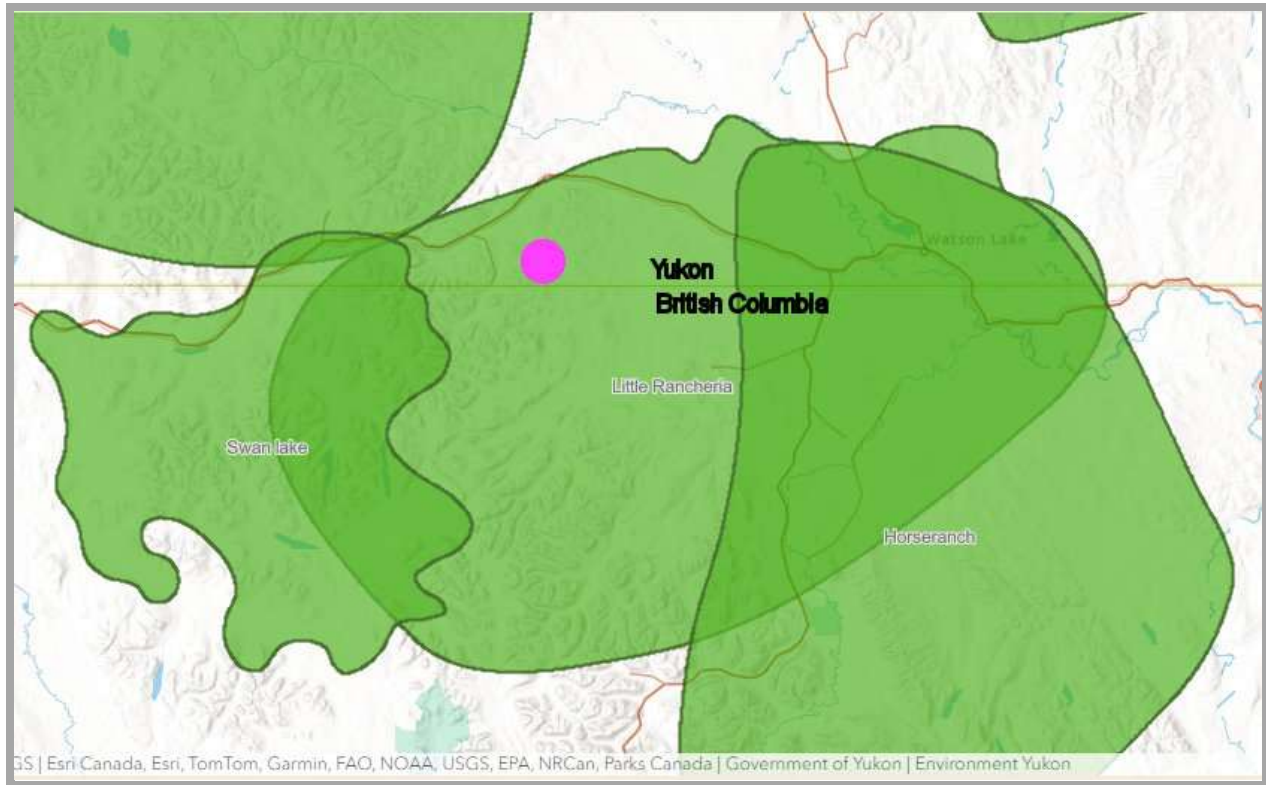 Watson Lake
Yukon
British Columbia
Little Rancheria
Swan lake
Horseranch
GS | Esri Canada, Esri, TomTom, Garmin, FAO, NOAA, USGS, EPA, NRCan, Parks Canada | Government of Yukon | Environment Yukon